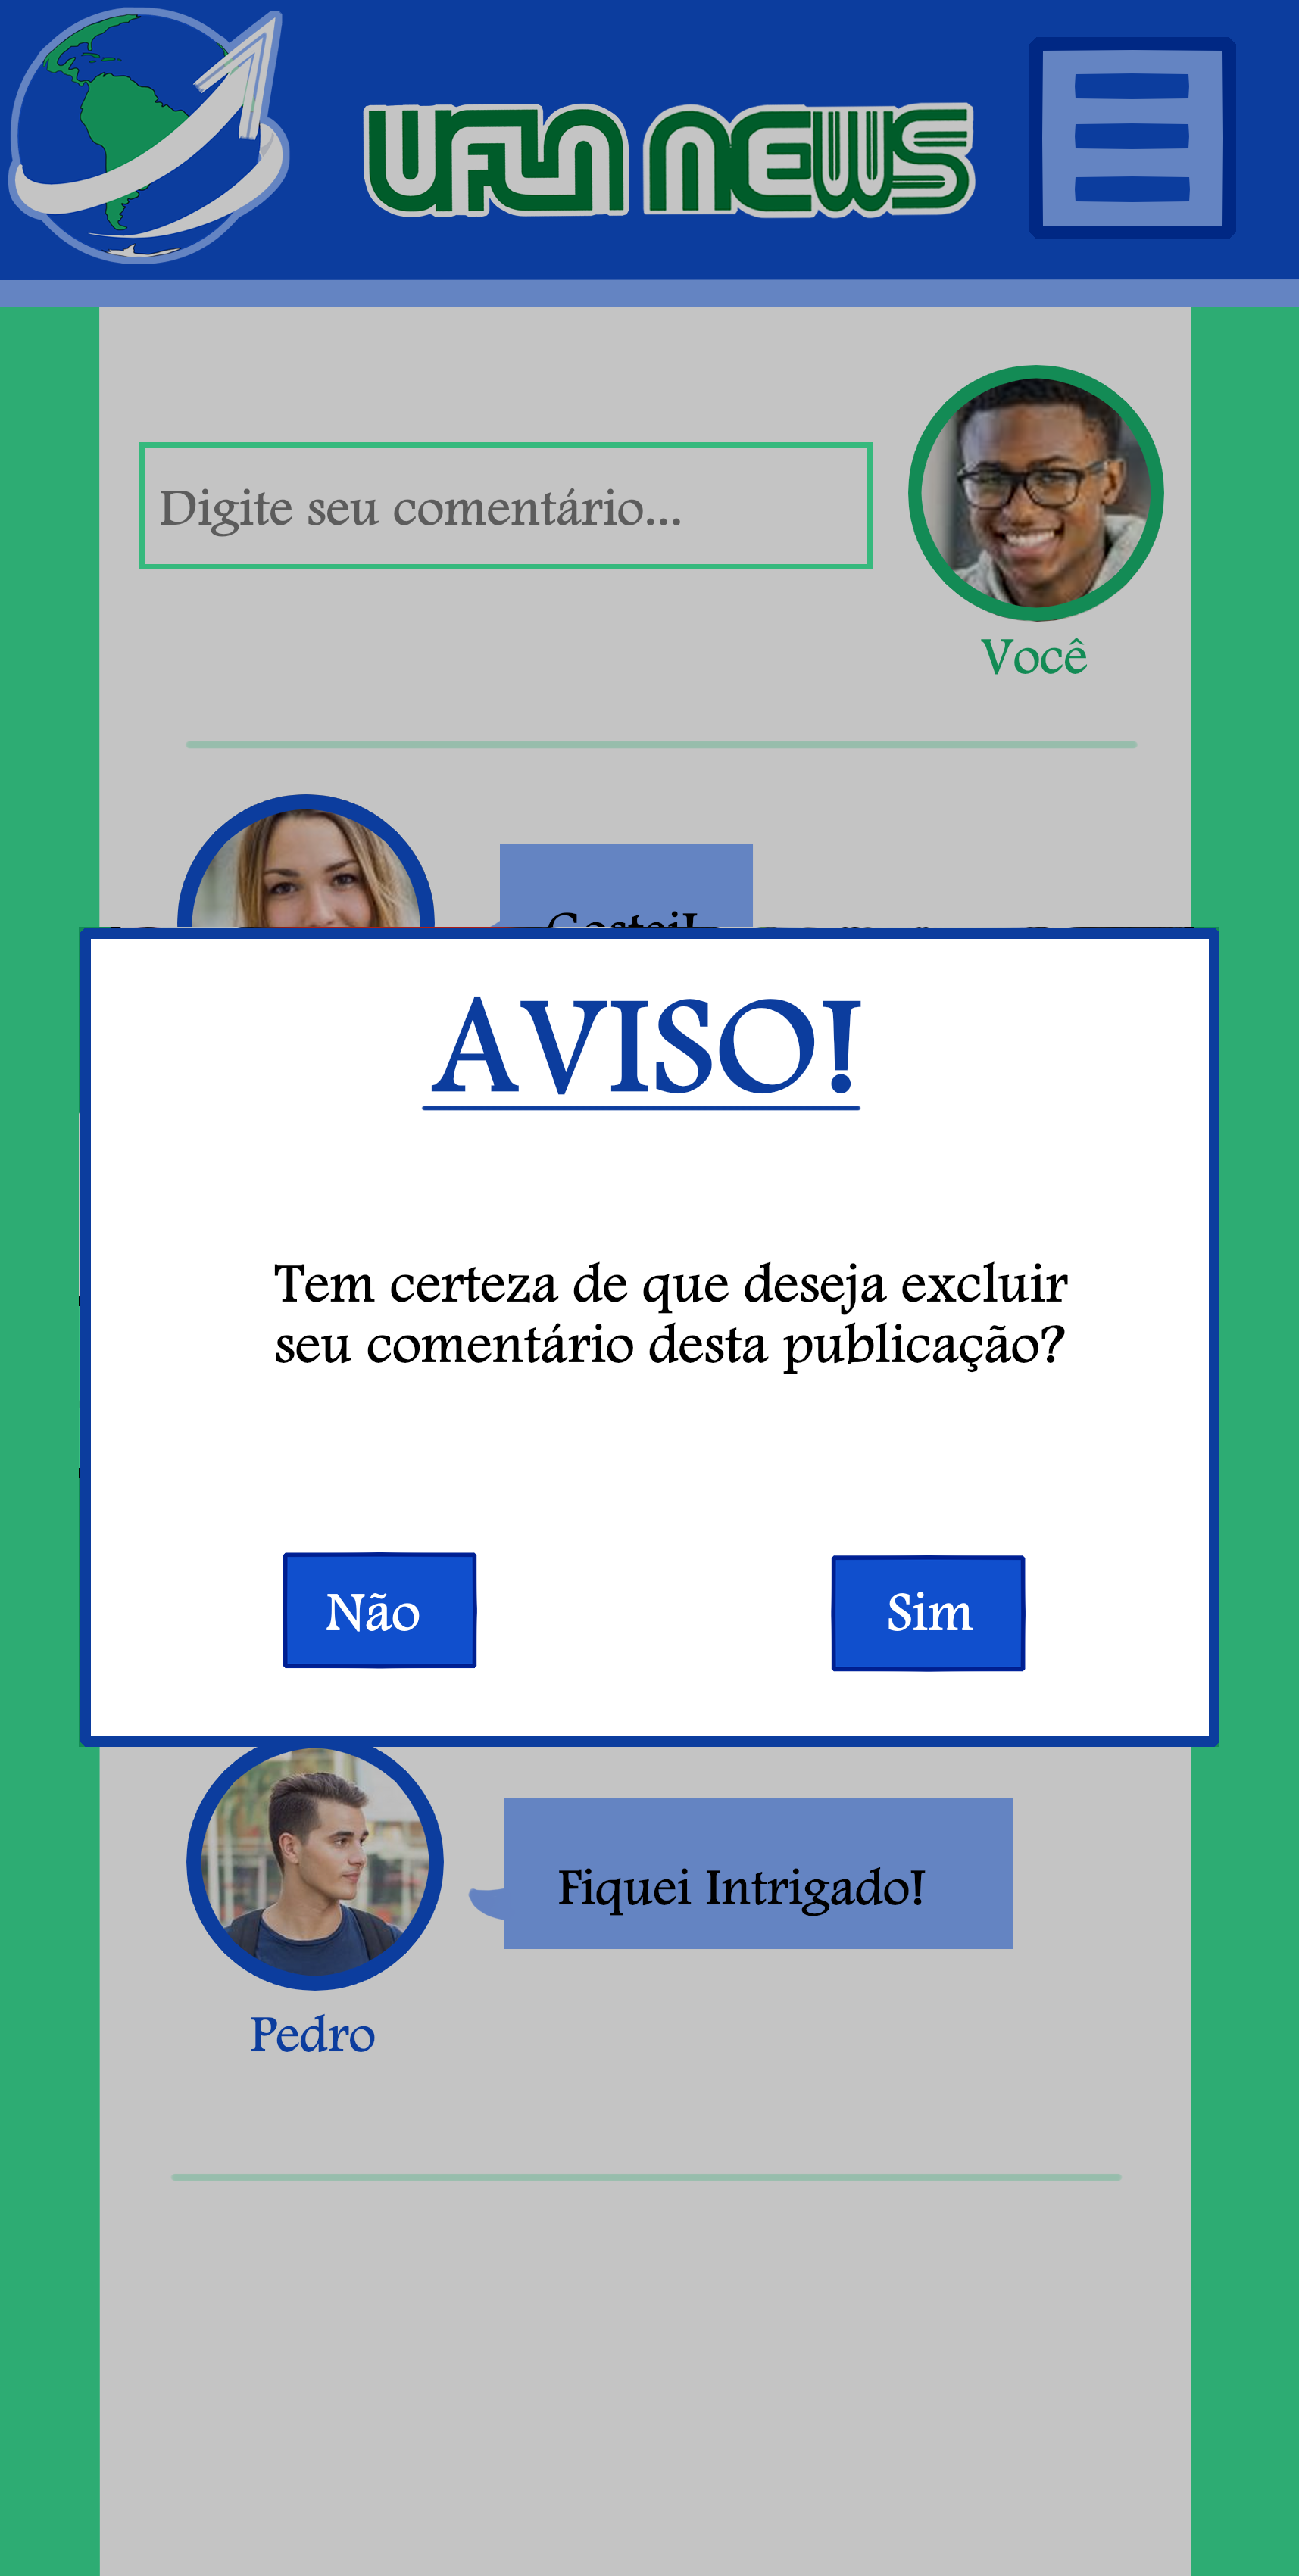 UFLN NEWS
Digite seu comentário...
Você
Gostei!
AVISO!
Tem certeza de que deseja excluir
seu comentário desta publicação?
Não
Sim
Fiquei Intrigado!
Pedro